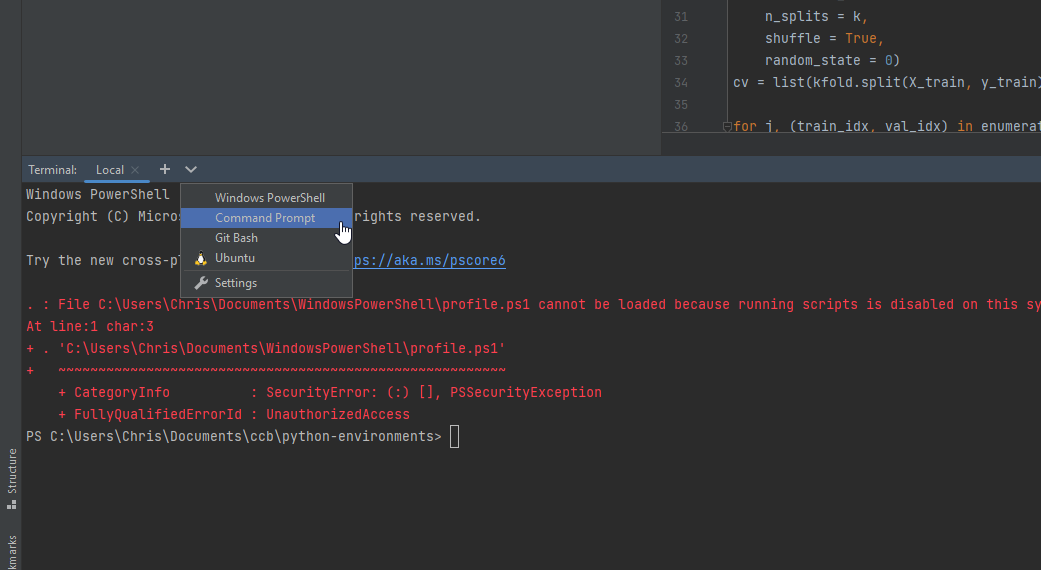 31 n_splits = k,
32 shuffle = True,
33 random_state = 0)
34 cv = list(kfold.split(X_train, y_train)
35
36 for j, (train_idx, val_idx) in enumerat
Terminal: Local × + 
Windows PowerShell
Copyright (C) Micros rights reserved.
Try the new cross-pl ps://aka.ms/pscore6
Windows PowerShell
Command Prompt
Git Bash
Ubuntu
Settings
. : File C:\Users\Chris\Documents\WindowsPowerShell\profile.ps1 cannot be loaded because running scripts is disabled on this sy
At line:1 char:3
+ . 'C:\Users\Chris\Documents\WindowsPowerShell\profile.ps1'
+   ~~~~~~~~~~~~~~~~~~~~~~~~~~~~~~~~~~~~~~~~~~~~~~~~~~~~~~~~
    + CategoryInfo          : SecurityError: (:) [], PSSecurityException
    + FullyQualifiedErrorId : UnauthorizedAccess
PS C:\Users\Chris\Documents\ccb\python-environments>
Structure
kmarks